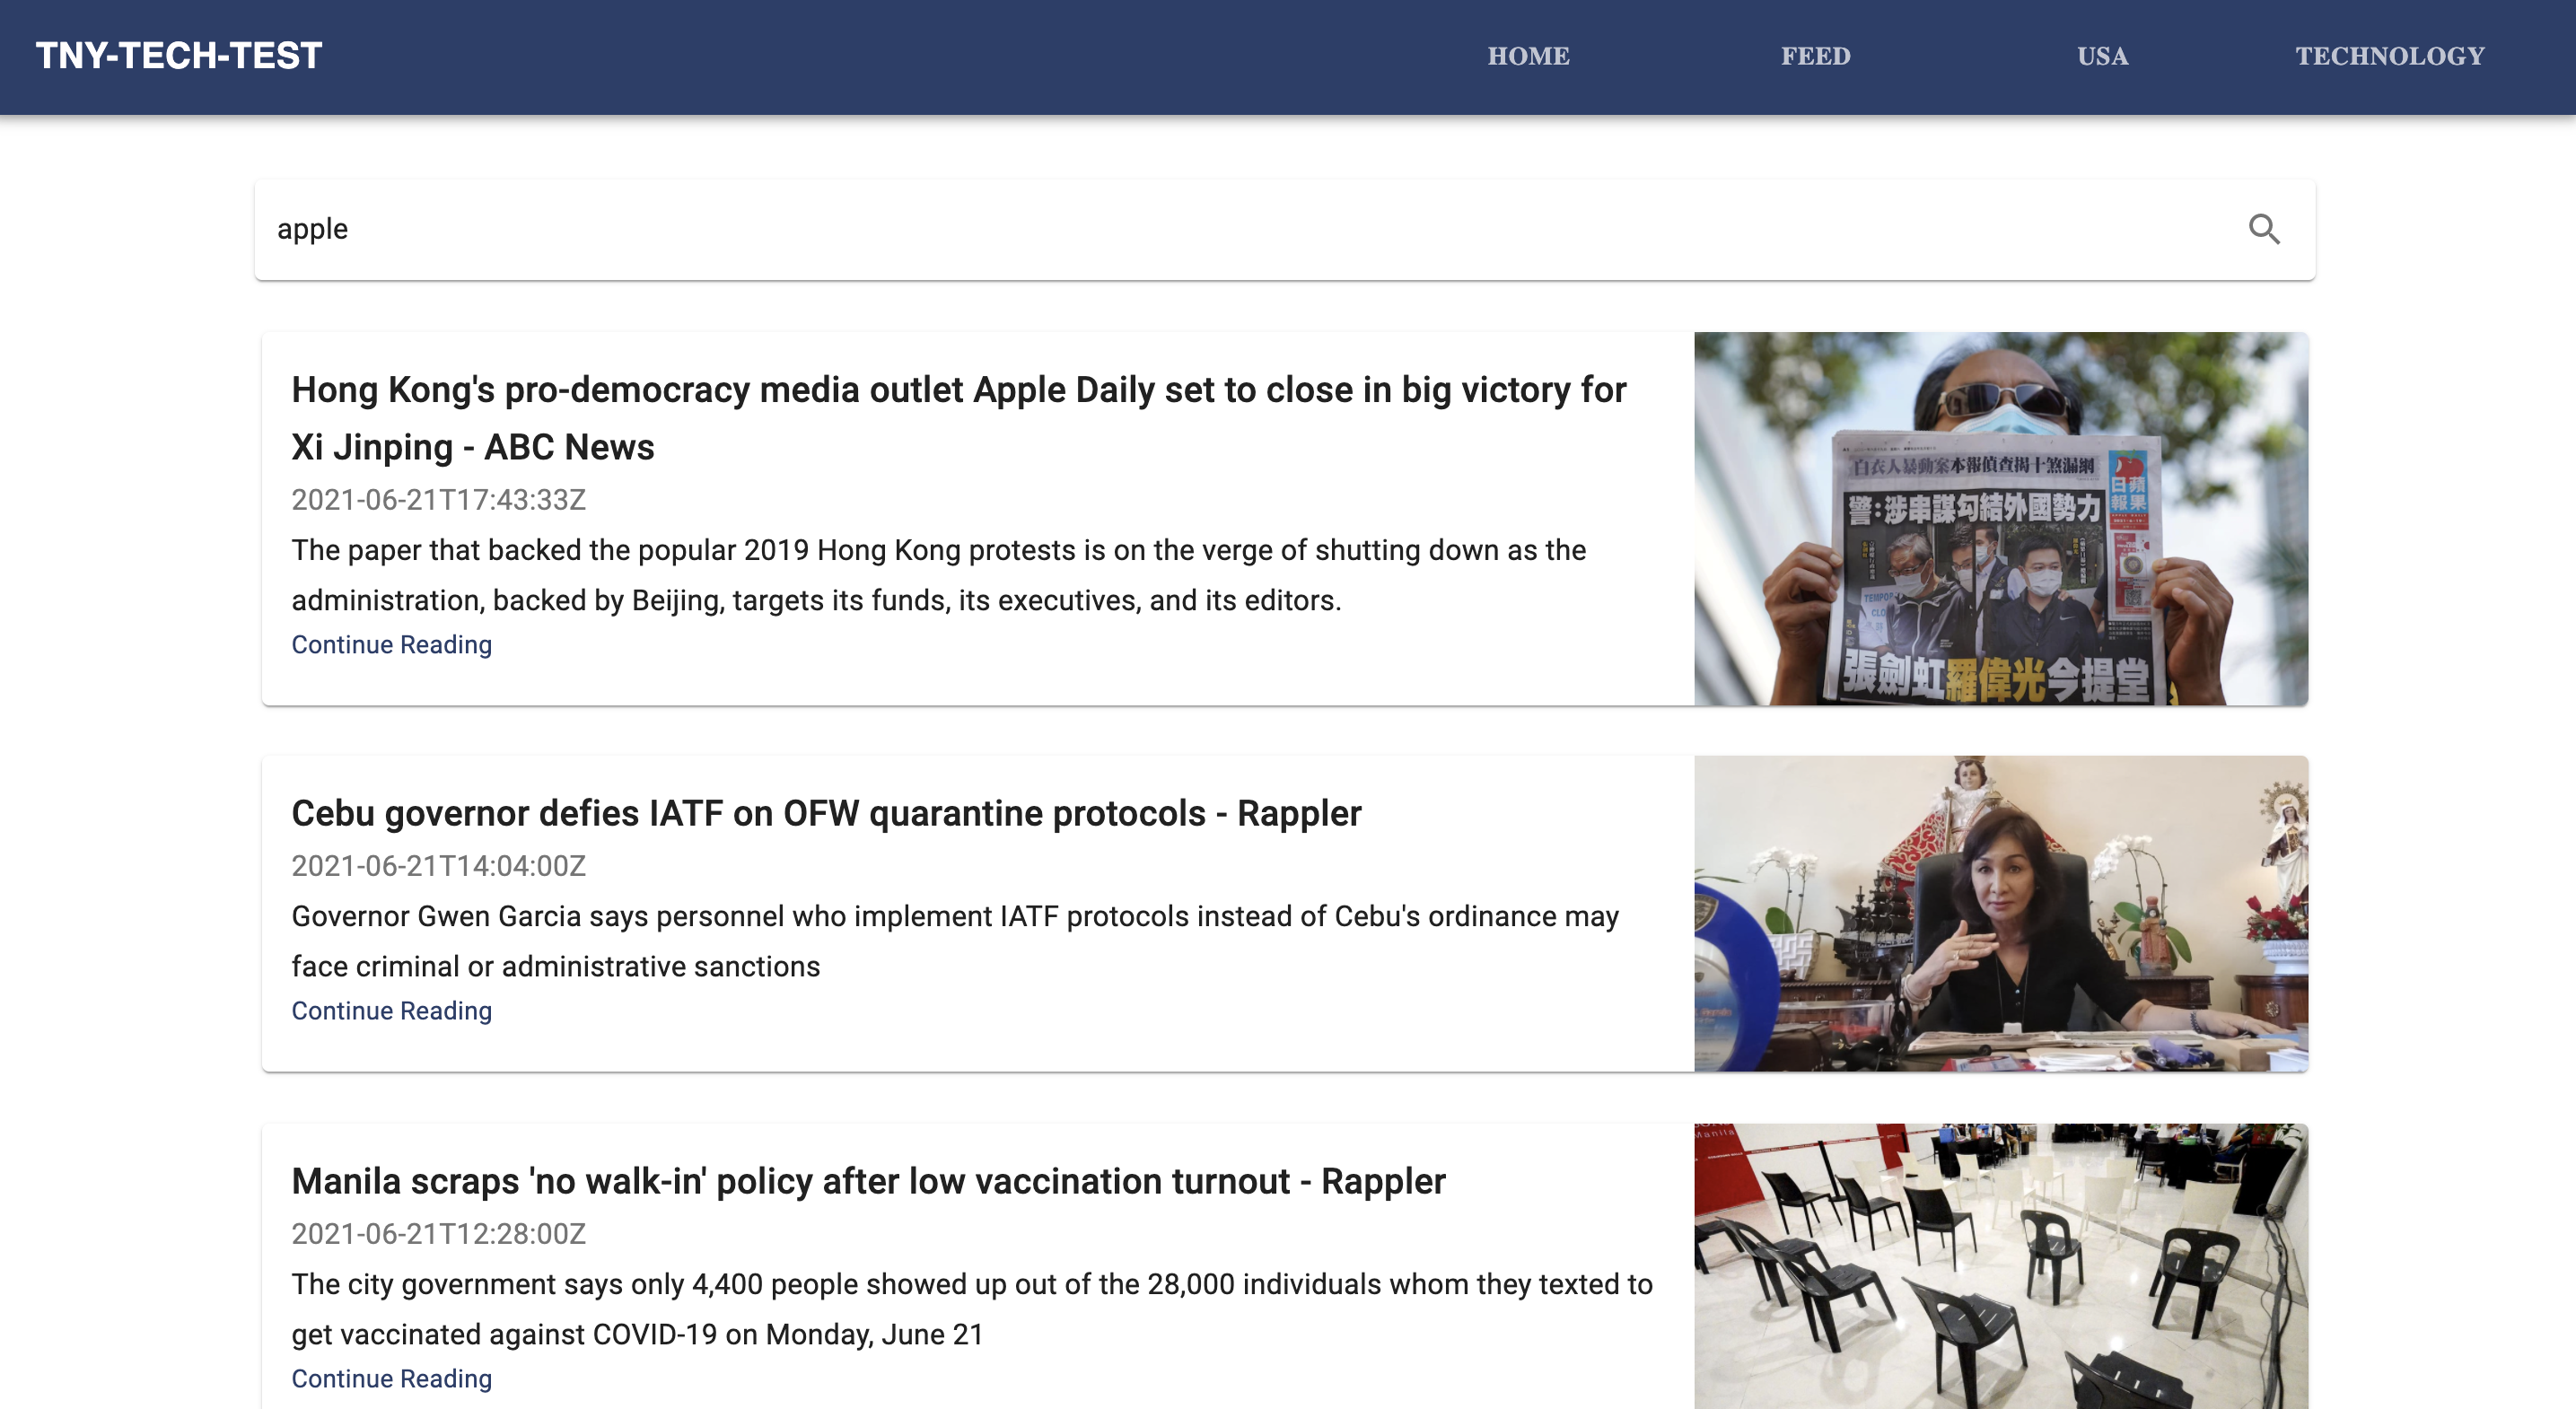 TNY-TECH-TEST
HOME
FEED
USA
TECHNOLOGY
apple
Hong Kong's pro-democracy media outlet Apple Daily set to close in big victory for
Xi Jinping - ABC News
2021-06-21T17:43:33Z
The paper that backed the popular 2019 Hong Kong protests is on the verge of shutting down as the
administration, backed by Beijing, targets its funds, its executives, and its editors.
Continue Reading
白衣人暴動案本報偵查揭十煞漏網
蘋果
日報
警:涉串謀勾結外國勢力
張劍虹羅偉光今提堂
Cebu governor defies IATF on OFW quarantine protocols - Rappler
2021-06-21T14:04:00Z
Governor Gwen Garcia says personnel who implement IATF protocols instead of Cebu's ordinance may
face criminal or administrative sanctions
Continue Reading
Manila scraps 'no walk-in' policy after low vaccination turnout - Rappler
2021-06-21T12:28:00Z
The city government says only 4,400 people showed up out of the 28,000 individuals whom they texted to
get vaccinated against COVID-19 on Monday, June 21
Continue Reading
Manila